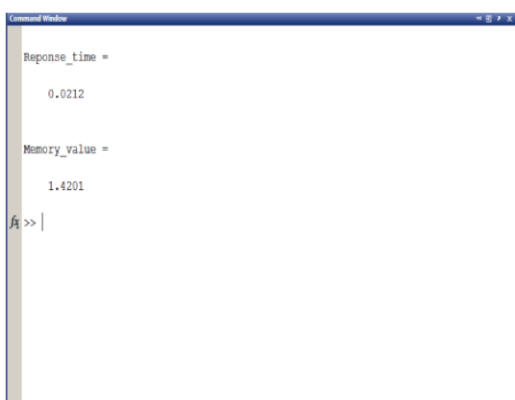 Command Window
Reponse_time =
0.0212
Memory_value =
1.4201
fx >>